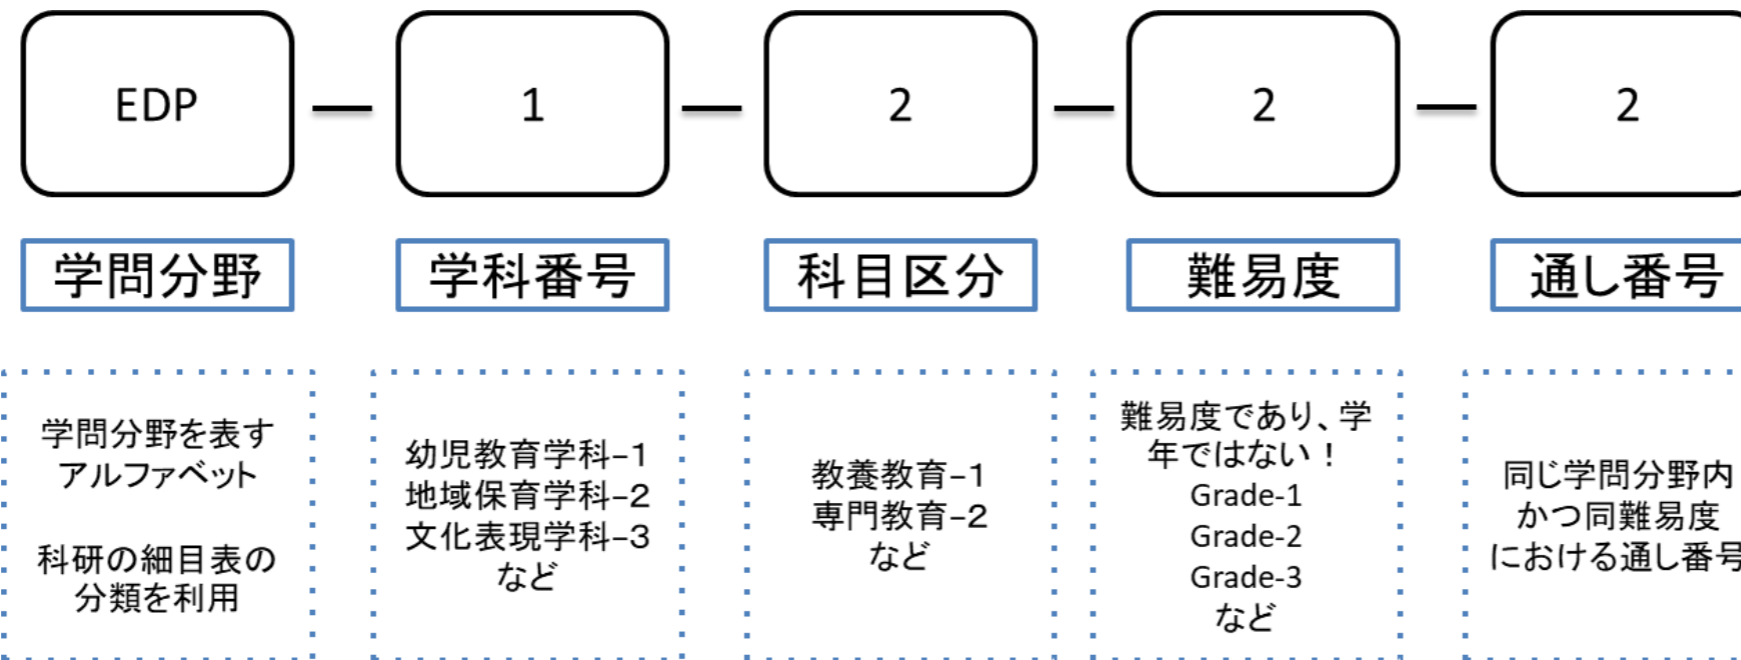 EDP — 1 — 2 — 2 — 2
学問分野
学科番号
科目区分
難易度
通し番号
学問分野を表す
アルファベット
科研の細目表の
分類を利用
幼児教育学科−1
地域保育学科−2
文化表現学科−3
など
教養教育−1
専門教育−2
など
難易度であり、学
年ではない！
Grade-1
Grade-2
Grade-3
など
同じ学問分野内
かつ同難易度
における通し番号